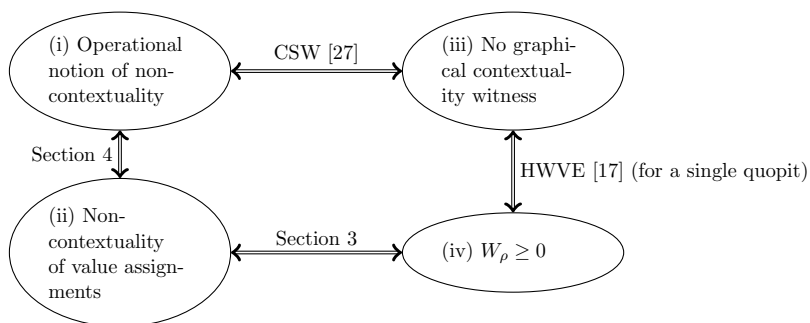 (i) Operational
notion of non-
contextuality
CSW [27]
(iii) No graphi-
cal contextual-
ity witness
Section 4
HWVE [17] (for a single quopit)
(ii) Non-
contextuality
of value assign-
ments
Section 3
(iv) W_ρ ≥ 0